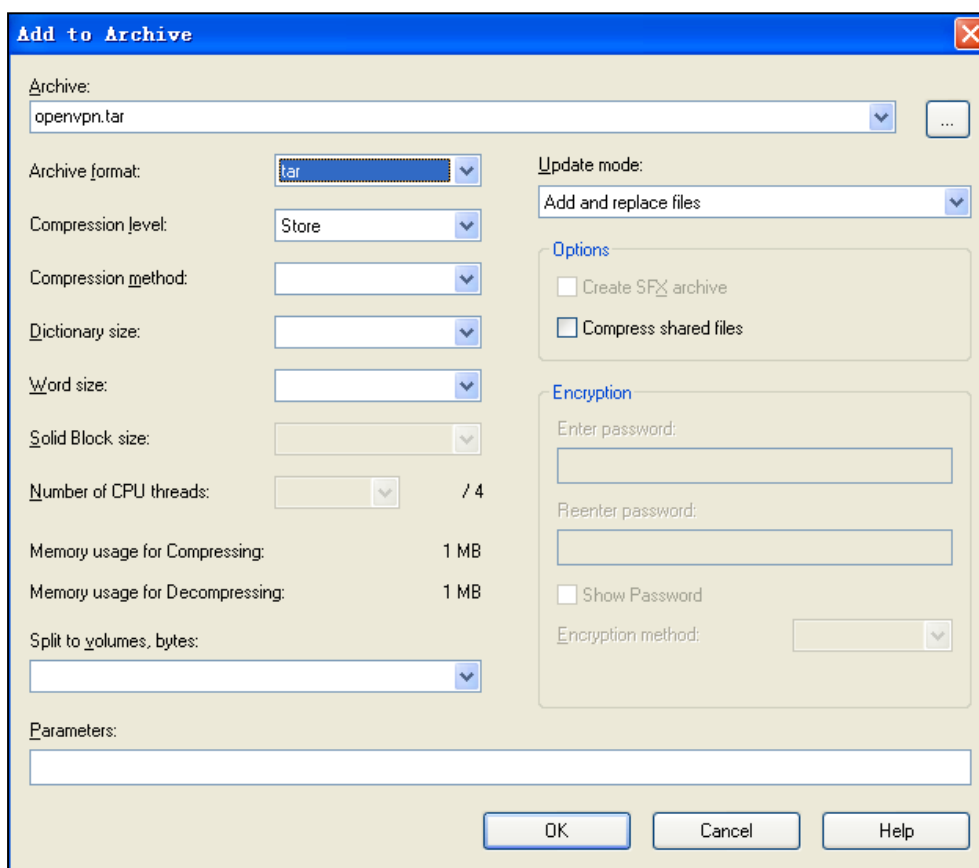 Add to Archive
Archive:
openvpn.tar
...
Archive format:
tar
Compression level:
Store
Compression method:
Dictionary size:
Word size:
Solid Block size:
Number of CPU threads:
/ 4
Memory usage for Compressing:
1 MB
Memory usage for Decompressing:
1 MB
Split to volumes, bytes:
Update mode:
Add and replace files
Options
Create SFX archive
Compress shared files
Encryption
Enter password:
Reenter password:
Show Password
Encryption method:
Parameters:
OK
Cancel
Help